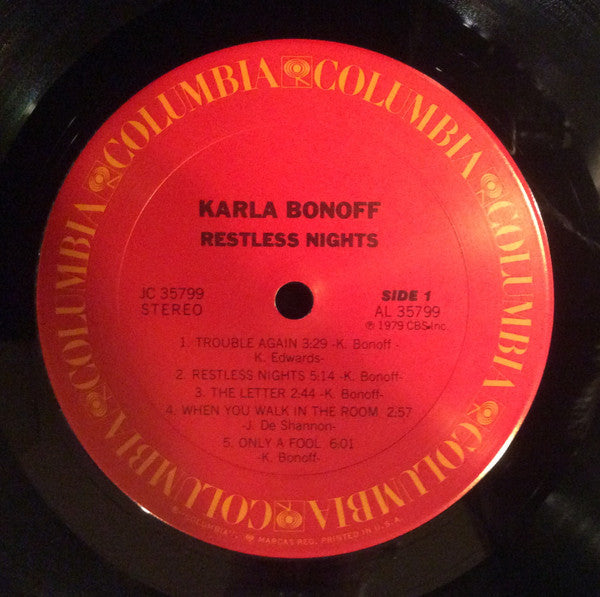 COLUMBIA COLUMBIA COLUMBIA COLUMBIA COLUMBIA COLUMBIA
KARLA BONOFF
RESTLESS NIGHTS
JC 35799
STEREO
SIDE 1
AL 35799
℗ 1979 CBS Inc.
1. TROUBLE AGAIN 3:29 -K. Bonoff -
K. Edwards-
2. RESTLESS NIGHTS 5:14 -K. Bonoff-
3. THE LETTER 2:44 -K. Bonoff-
4. WHEN YOU WALK IN THE ROOM 2:57
-J. De Shannon-
5. ONLY A FOOL 6:01
-K. Bonoff-
"COLUMBIA", MARCAS REG. PRINTED IN U.S.A.